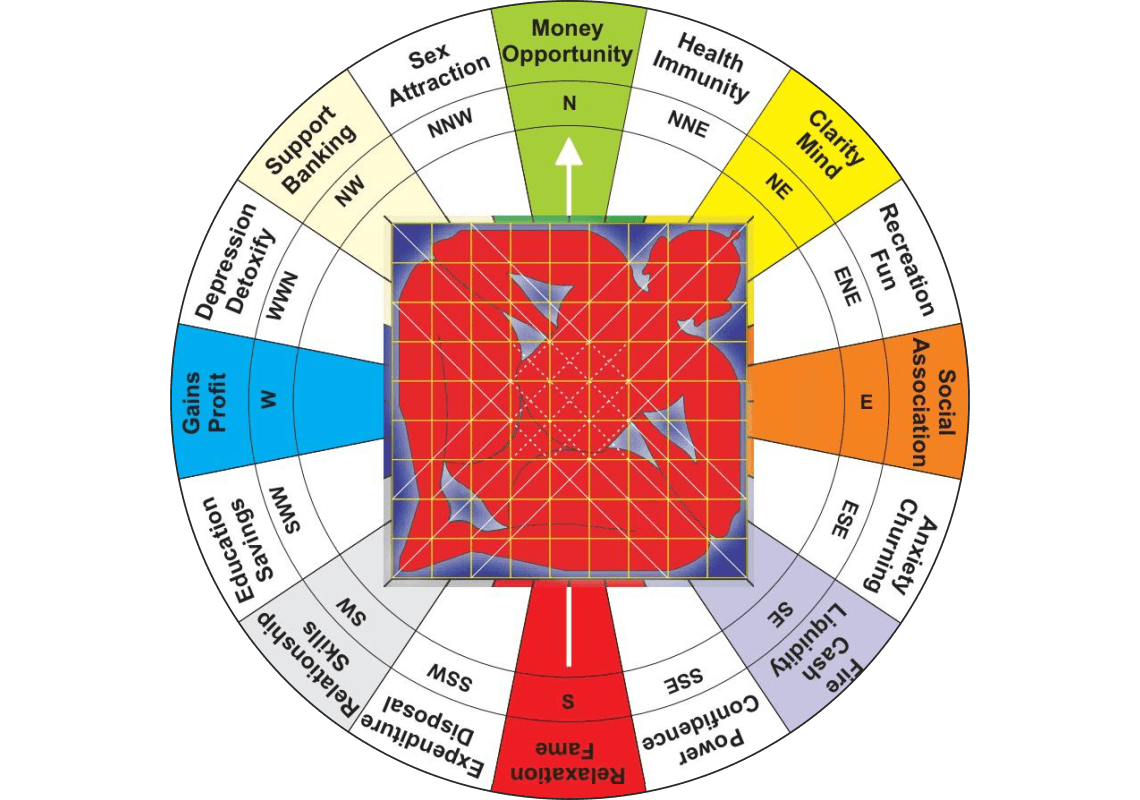 Money
Opportunity
N
Health
Immunity
NNE
Clarity
Mind
NE
Recreation
Fun
ENE
Social
Association
E
Anxiety
Churning
ESE
Fire
Cash
Liquidity
SE
Power
Confidence
SSE
Relaxation
Fame
S
Expenditure
Disposal
SSW
Relationship
Skills
SW
Education
Savings
SWW
Gains
Profit
W
Depression
Detoxify
WWN
Support
Banking
NW
Sex
Attraction
NNW